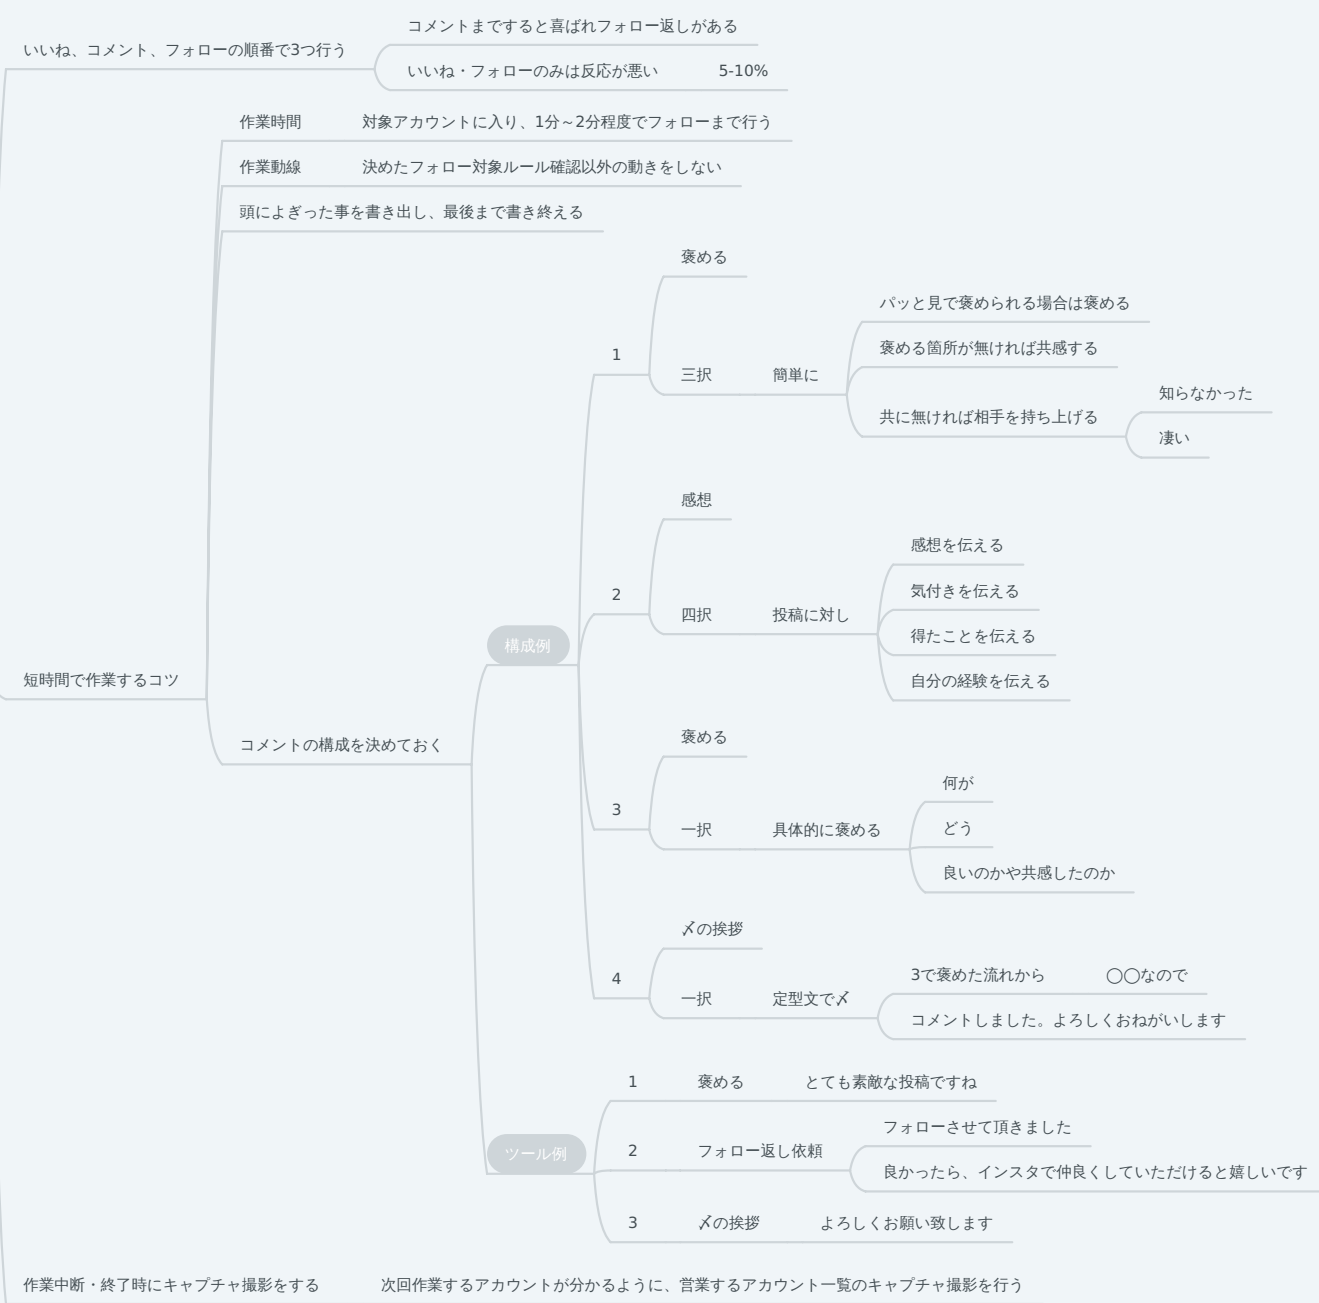 コメントまですると喜ばれフォロー返しがある
いいね、コメント、フォローの順番で3つ行う
いいね・フォローのみは反応が悪い 5-10%
作業時間 対象アカウントに入り、1分～2分程度でフォローまで行う
作業動線 決めたフォロー対象ルール確認以外の動きをしない
頭によぎった事を書き出し、最後まで書き終える
短時間で作業するコツ
コメントの構成を決めておく
構成例
1
褒める
三択 簡単に
パッと見で褒められる場合は褒める
褒める箇所が無ければ共感する
共に無ければ相手を持ち上げる
知らなかった
凄い
2
感想
四択 投稿に対し
感想を伝える
気付きを伝える
得たことを伝える
自分の経験を伝える
3
褒める
一択 具体的に褒める
何が
どう
良いのかや共感したのか
4
〆の挨拶
一択 定型文で〆
3で褒めた流れから ◯◯なので
コメントしました。よろしくおねがいします
ツール例
1 褒める とても素敵な投稿ですね
2 フォロー返し依頼
フォローさせて頂きました
良かったら、インスタで仲良くしていただけると嬉しいです
3 〆の挨拶 よろしくお願い致します
作業中断・終了時にキャプチャ撮影をする 次回作業するアカウントが分かるように、営業するアカウント一覧のキャプチャ撮影を行う